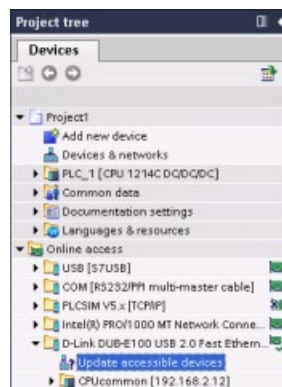 Project tree
Devices
Project1
Add new device
Devices & networks
PLC_1 [CPU 1214C DC/DC/DC]
Common data
Documentation settings
Languages & resources
Online access
USB [S7USB]
COM [RS232/PPI multi-master cable]
PLCSIM V5.x [TCP/IP]
Intel(R) PRO/1000 MT Network Conne...
D-Link DUB-E100 USB 2.0 Fast Ethern...
Update accessible devices
CPUcommon [192.168.2.12]